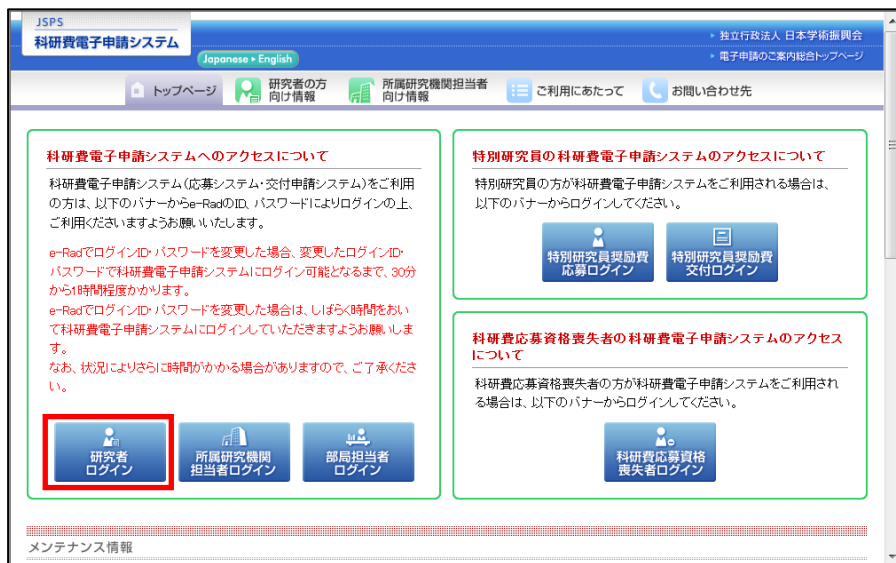 JSPS
科研費電子申請システム
Japanese ▸ English
独立行政法人 日本学術振興会
電子申請のご案内総合トップページ
トップページ
研究者の方
向け情報
所属研究機関担当者
向け情報
ご利用にあたって
お問い合わせ先
科研費電子申請システムへのアクセスについて
科研費電子申請システム(応募システム・交付申請システム)をご利用
の方は、以下のバナーからe-RadのID、パスワードによりログインの上、
ご利用くださいますようお願いいたします。
e-RadでログインID・パスワードを変更した場合、変更したログインID・
パスワードで科研費電子申請システムにログイン可能となるまで、30分
から1時間程度かかります。
e-RadでログインID・パスワードを変更した場合は、しばらく時間をおい
て科研費電子申請システムにログインしていただきますようお願いしま
す。
なお、状況によりさらに時間がかかる場合がありますので、ご了承くださ
い。
研究者
ログイン
所属研究機関
担当者ログイン
部局担当者
ログイン
特別研究員の科研費電子申請システムのアクセスについて
特別研究員の方が科研費電子申請システムをご利用される場合は、
以下のバナーからログインしてください。
特別研究員奨励費
応募ログイン
特別研究員奨励費
交付ログイン
科研費応募資格喪失者の科研費電子申請システムのアクセス
について
科研費応募資格喪失者の方が科研費電子申請システムをご利用され
る場合は、以下のバナーからログインしてください。
科研費応募資格
喪失者ログイン
メンテナンス情報